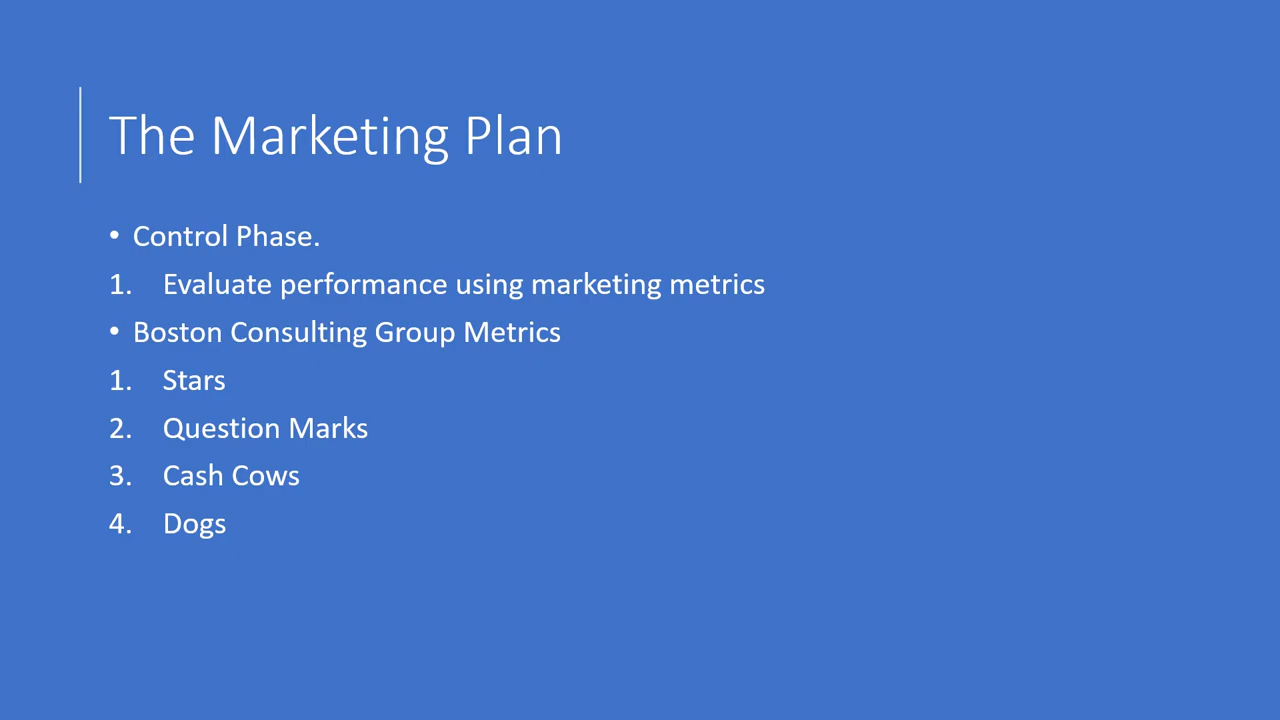 The Marketing Plan
• Control Phase.
1. Evaluate performance using marketing metrics
• Boston Consulting Group Metrics
1. Stars
2. Question Marks
3. Cash Cows
4. Dogs